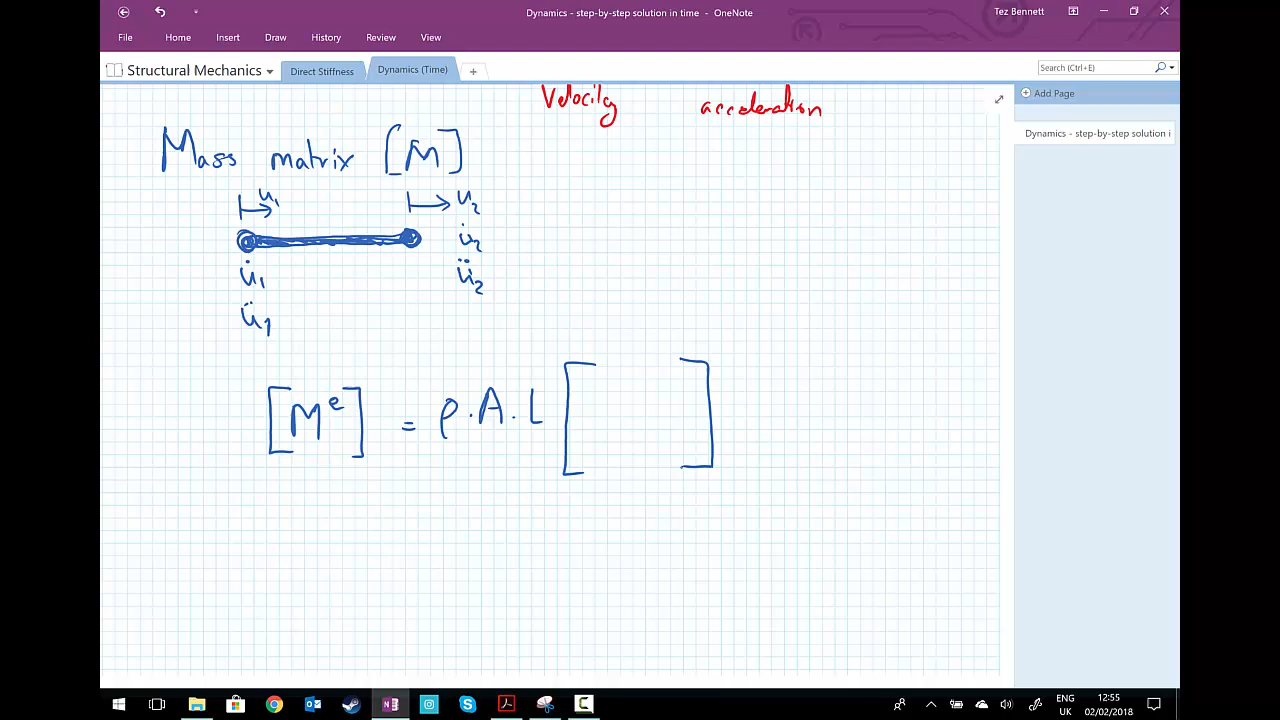 Dynamics - step-by-step solution in time - OneNote
Tez Bennett
File Home Insert Draw History Review View
Structural Mechanics Direct Stiffness Dynamics (Time) +
Search (Ctrl+E)
Add Page
Dynamics - step-by-step solution i
Velocity acceleration
Mass matrix [M]
u₁ u₂
u̇₂
u̇₁ ü₂
ü₁
[Mᵉ] = ρ.A.L [ ]
ENG 12:55
UK 02/02/2018